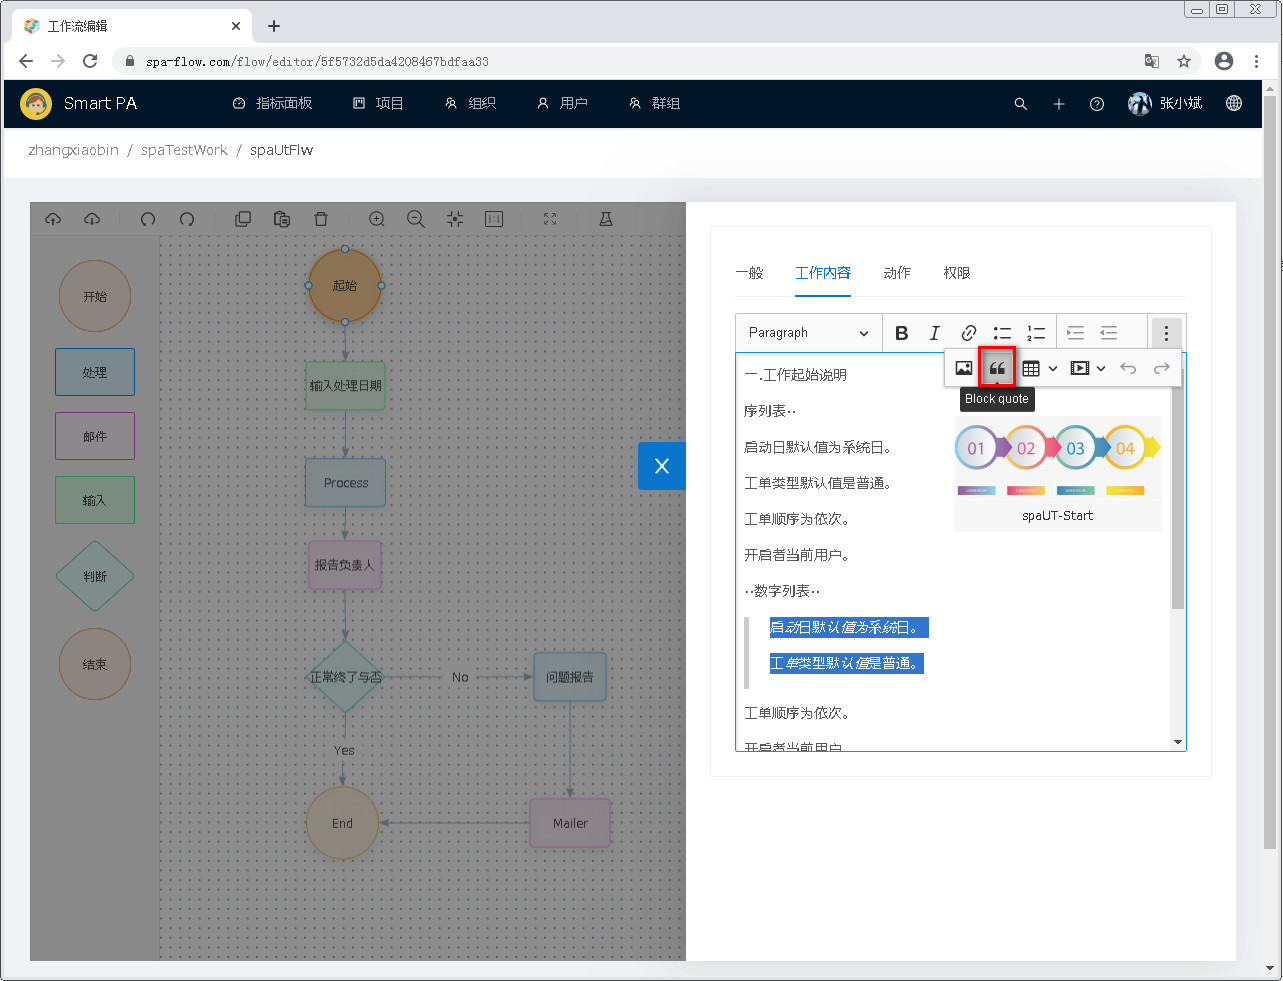 工作流编辑
spa-flow.com/flow/editor/5f5732d5da4208467bdfaa33
Smart PA
指标面板
项目
组织
用户
群组
张小斌
zhangxiaobin / spaTestWork / spaUtFlw
开始
处理
邮件
输入
判断
结束
起始
输入处理日期
Process
报告负责人
正常终了与否
No
问题报告
Yes
End
Mailer
X
一般
工作内容
动作
权限
Paragraph
B
I
Block quote
一.工作起始说明
序列表··
启动日默认值为系统日。
工单类型默认值是普通。
工单顺序为依次。
开启者当前用户。
··数字列表··
启动日默认值为系统日。
工单类型默认值是普通。
工单顺序为依次。
开启者当前用户
01
02
03
04
spaUT-Start